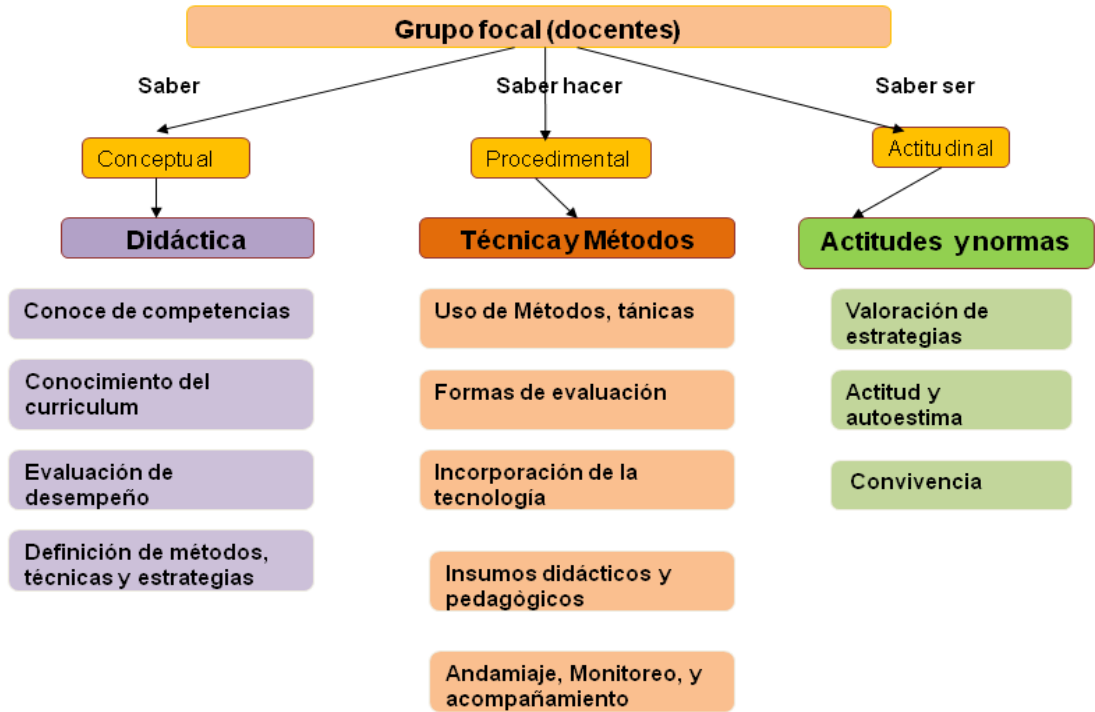 Grupo focal (docentes)
Saber
Saber hacer
Saber ser
Conceptual
Procedimental
Actitudinal
Didáctica
Técnica y Métodos
Actitudes y normas
Conoce de competencias
Conocimiento del
curriculum
Evaluación de
desempeño
Definición de métodos,
técnicas y estrategias
Uso de Métodos, tánicas
Formas de evaluación
Incorporación de la
tecnología
Insumos didácticos y
pedagógicos
Andamiaje, Monitoreo, y
acompañamiento
Valoración de
estrategias
Actitud y
autoestima
Convivencia